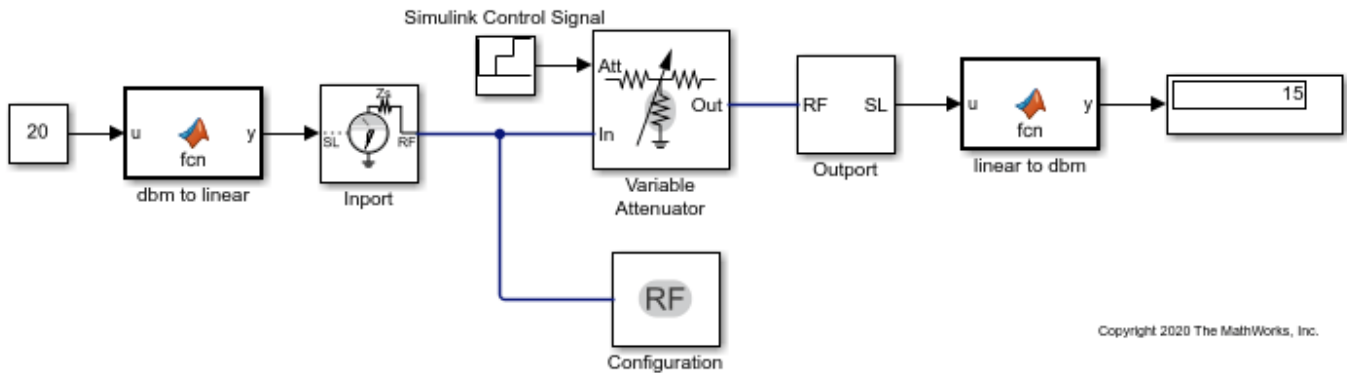 Simulink Control Signal
20
u
fcn
y
dbm to linear
SL
Zs
RF
Inport
Att
In
Out
Variable
Attenuator
RF
SL
Outport
u
fcn
y
linear to dbm
15
RF
Configuration
Copyright 2020 The MathWorks, Inc.